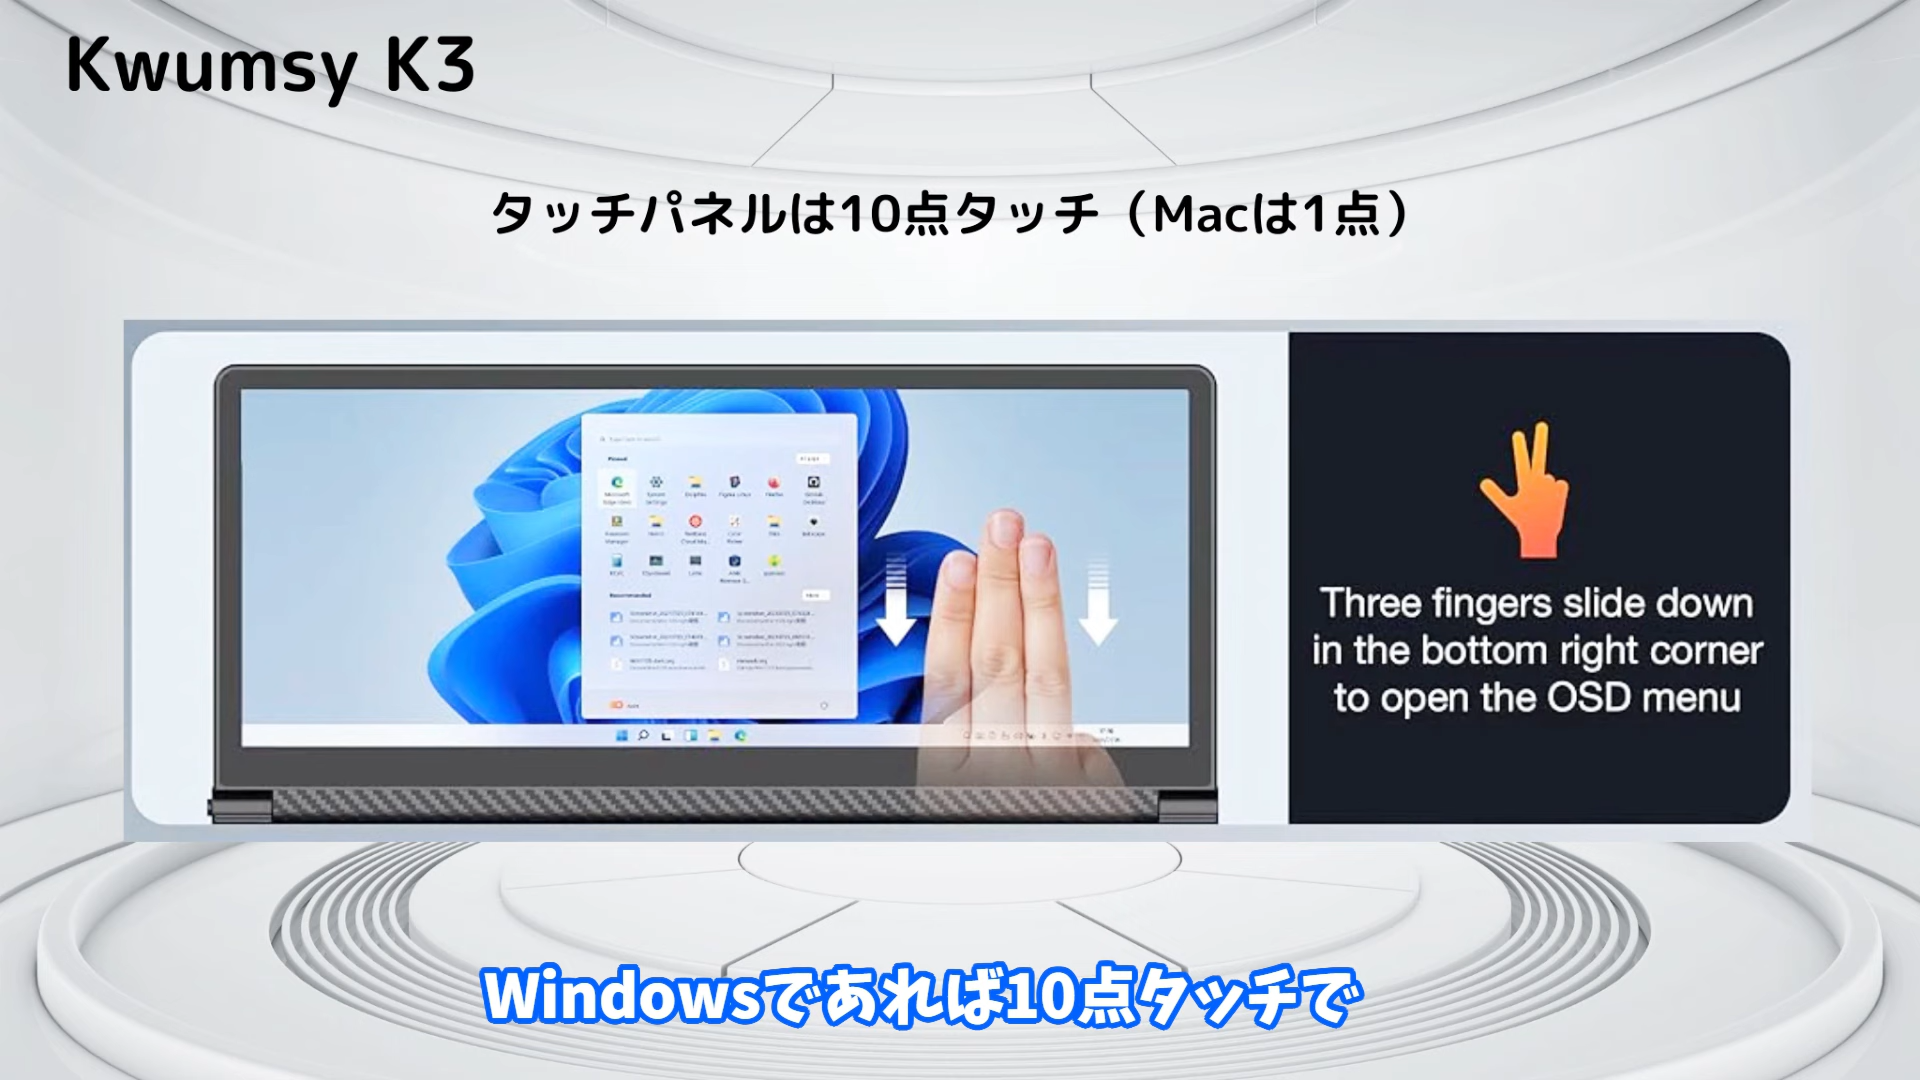 Kwumsy K3
タッチパネルは10点タッチ（Macは1点）
Pinned
Recommended
Three fingers slide down
in the bottom right corner
to open the OSD menu
Windowsであれば10点タッチで